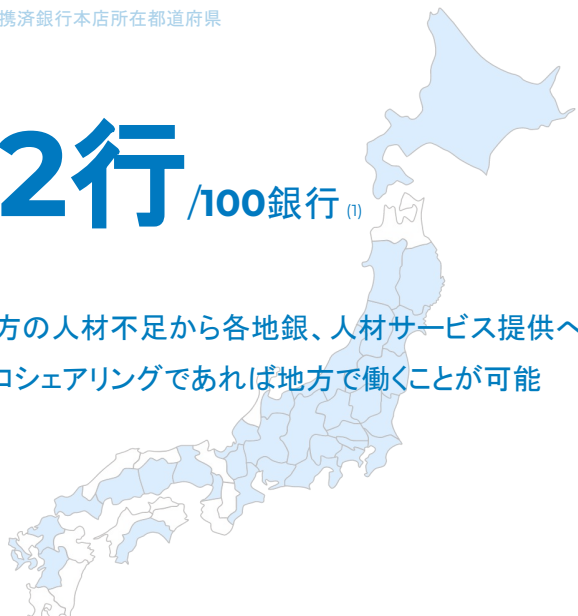 携済銀行本店所在都道府県
2行/100銀行(1)
方の人材不足から各地銀、人材サービス提供へ
ロシェアリングであれば地方で働くことが可能